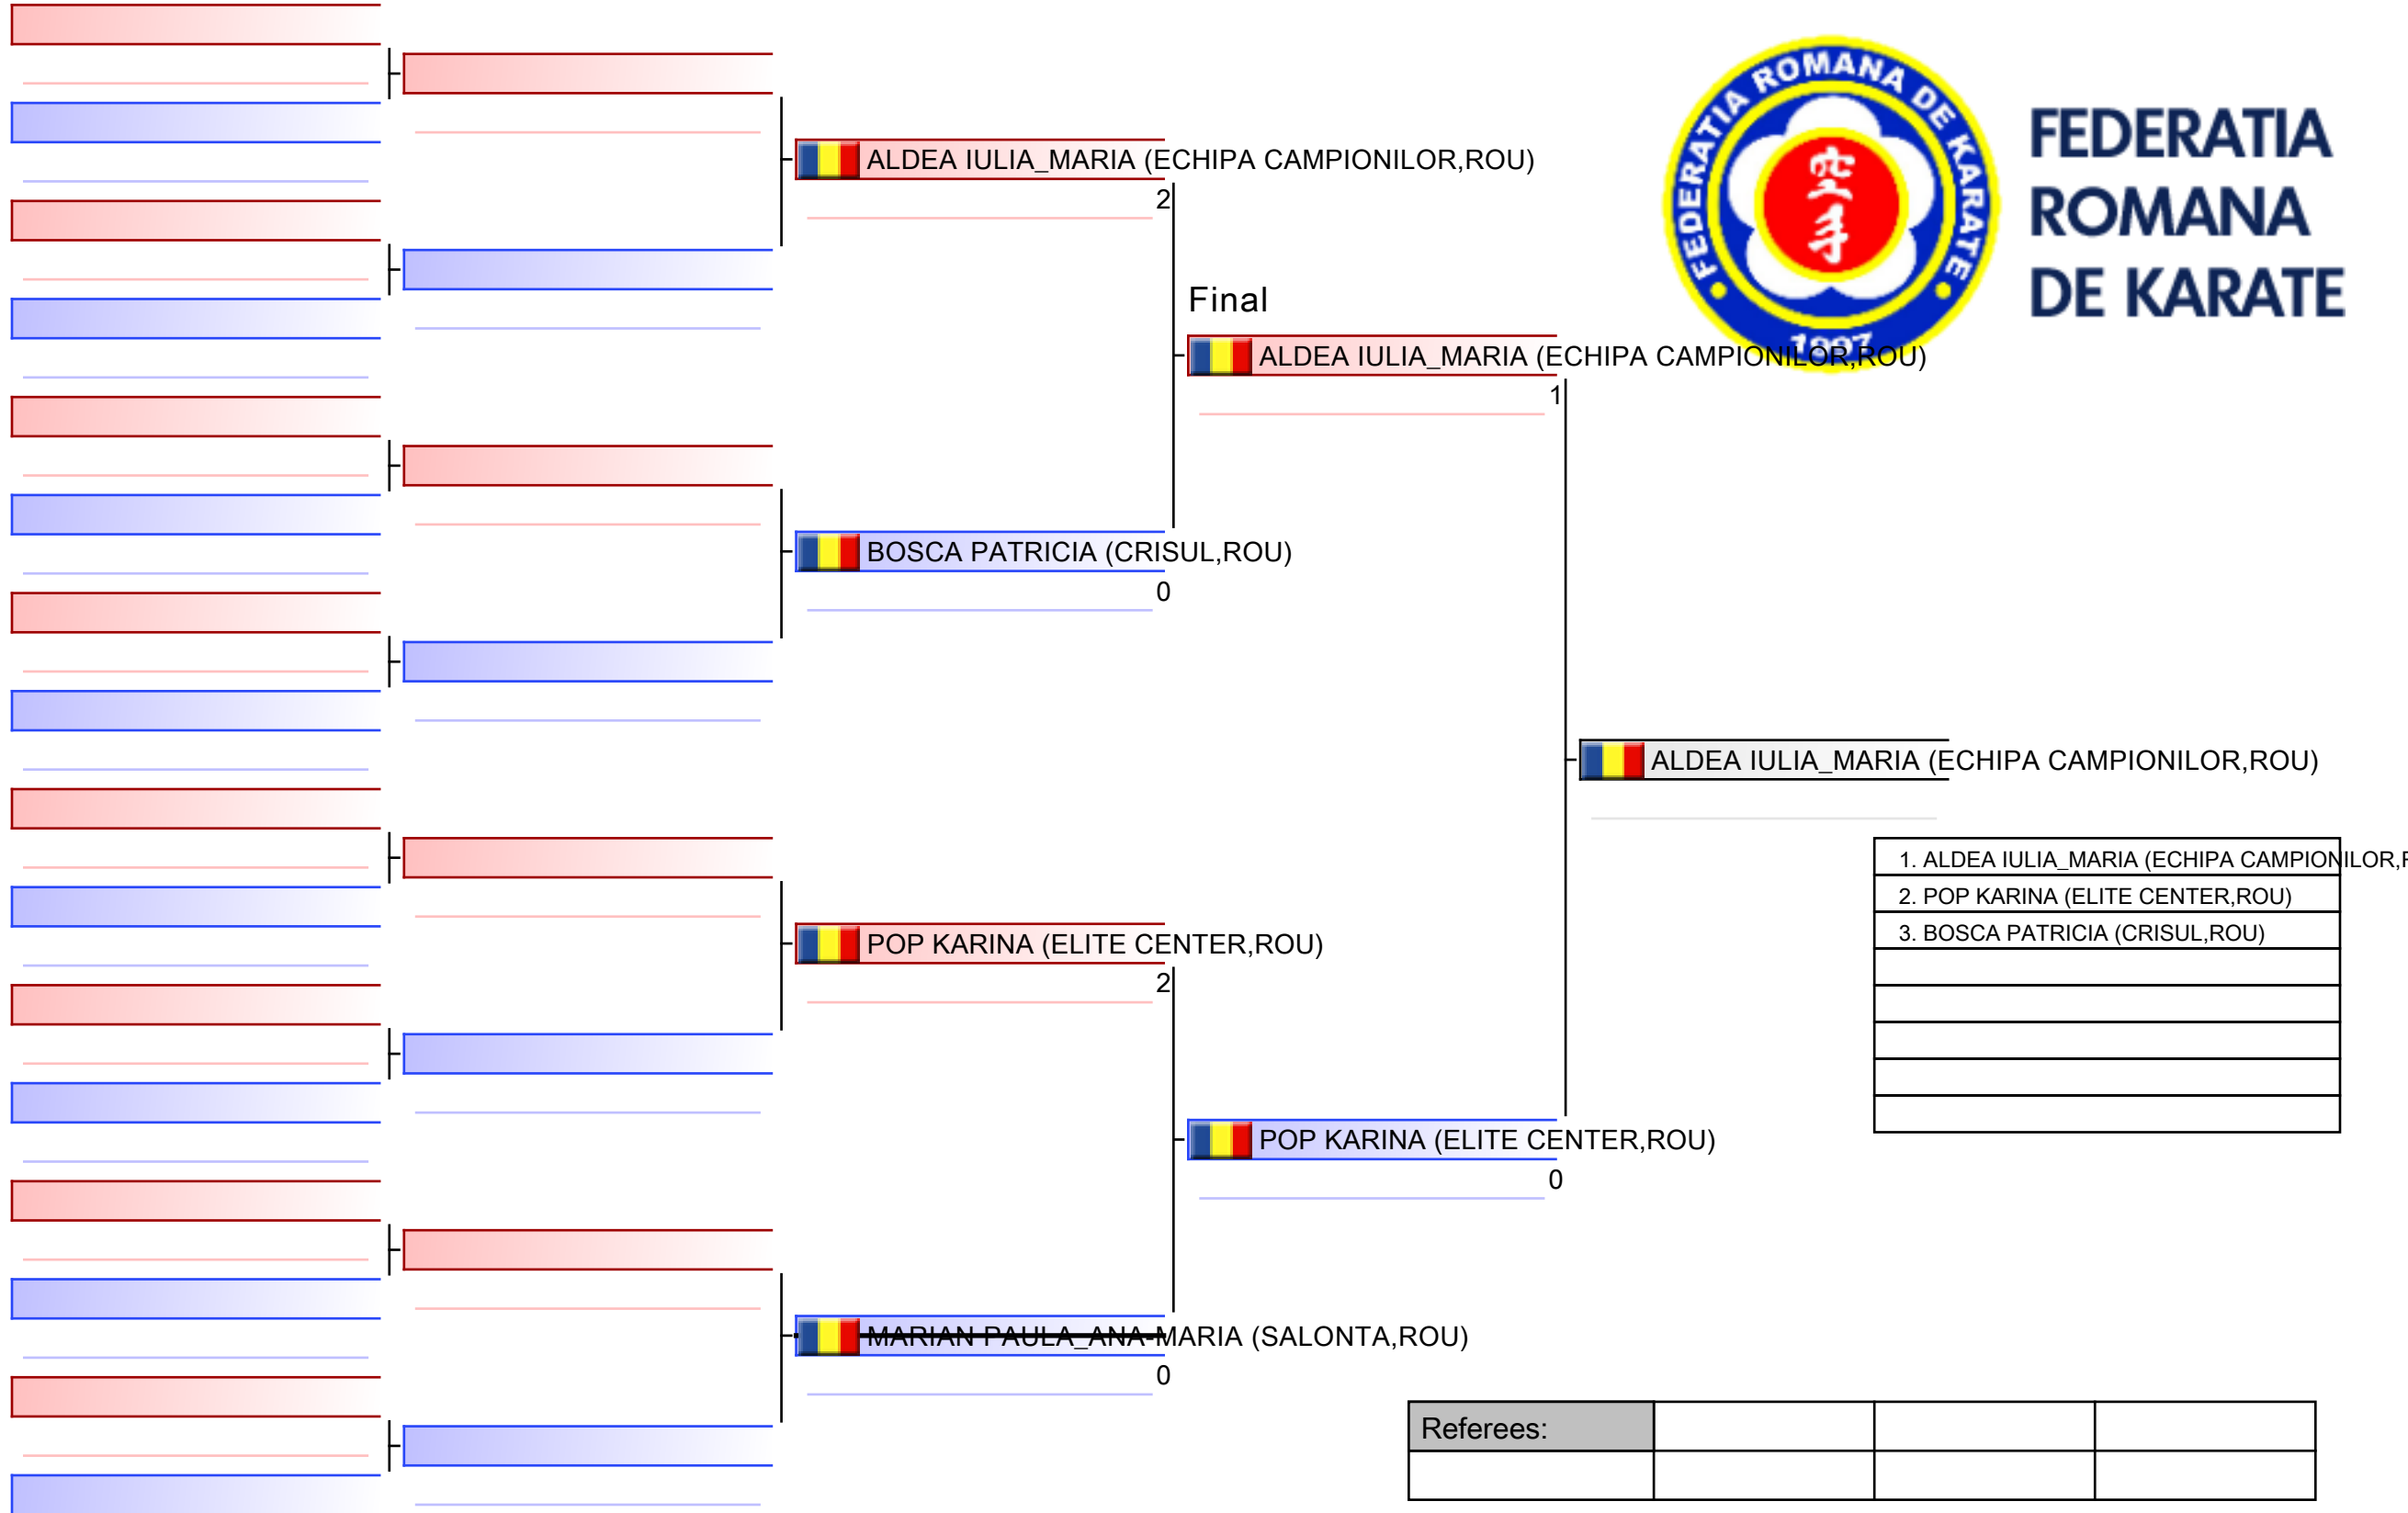 FEDERATIA ROMANA DE KARATE
空手
1997
FEDERATIA
ROMANA
DE KARATE
ALDEA IULIA_MARIA (ECHIPA CAMPIONILOR,ROU)
2
Final
ALDEA IULIA_MARIA (ECHIPA CAMPIONILOR,ROU)
1
BOSCA PATRICIA (CRISUL,ROU)
0
ALDEA IULIA_MARIA (ECHIPA CAMPIONILOR,ROU)
1. ALDEA IULIA_MARIA (ECHIPA CAMPIONILOR,
2. POP KARINA (ELITE CENTER,ROU)
3. BOSCA PATRICIA (CRISUL,ROU)
POP KARINA (ELITE CENTER,ROU)
2
POP KARINA (ELITE CENTER,ROU)
0
MARIAN PAULA_ANA-MARIA (SALONTA,ROU)
0
Referees: